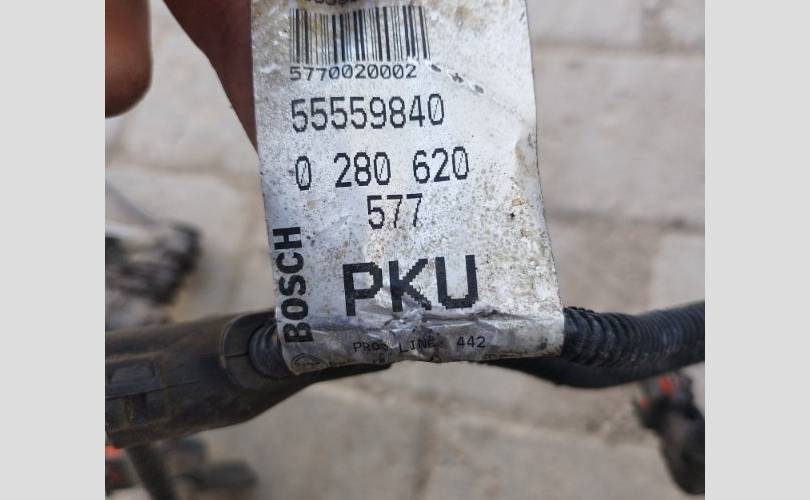 5770020002
55559840
0 280 620
577
BOSCH
PKU
PROD LINE: 442